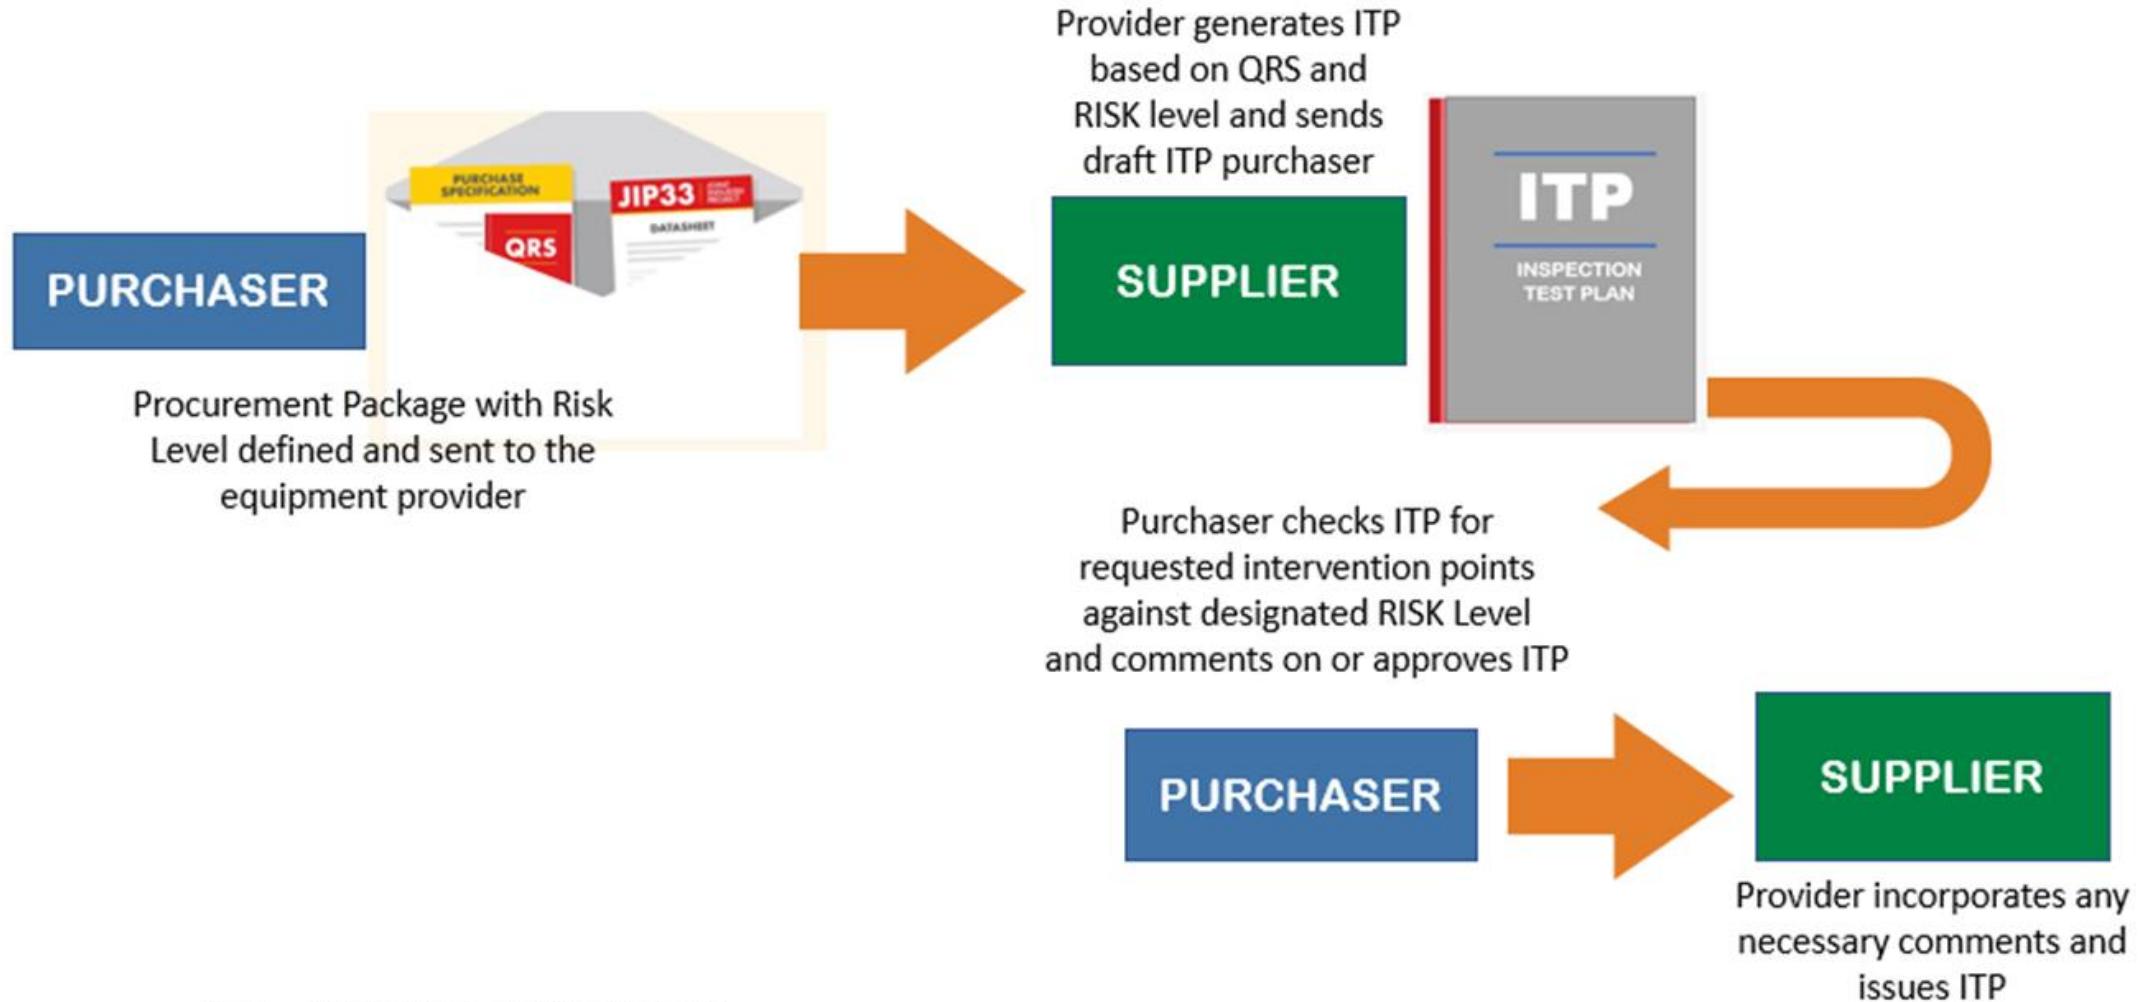 PURCHASER
PURCHASE
SPECIFICATION
QRS
JIP33
JOINT
INDUSTRY
PROJECT
DATASHEET
Procurement Package with Risk
Level defined and sent to the
equipment provider
Provider generates ITP
based on QRS and
RISK level and sends
draft ITP purchaser
SUPPLIER
ITP
INSPECTION
TEST PLAN
Purchaser checks ITP for
requested intervention points
against designated RISK Level
and comments on or approves ITP
PURCHASER
SUPPLIER
Provider incorporates any
necessary comments and
issues ITP